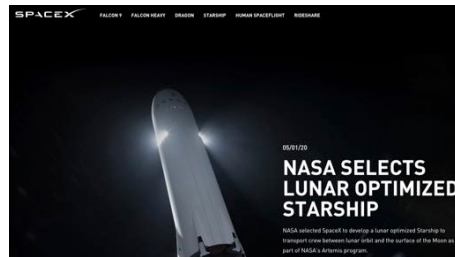 SPACEX
FALCON 9 FALCON HEAVY DRAGON STARSHIP HUMAN SPACEFLIGHT RIDESHARE
05/01/20
NASA SELECTS
LUNAR OPTIMIZED
STARSHIP
NASA selected SpaceX to develop a lunar optimized Starship to
transport crew between lunar orbit and the surface of the Moon as
part of NASA's Artemis program.